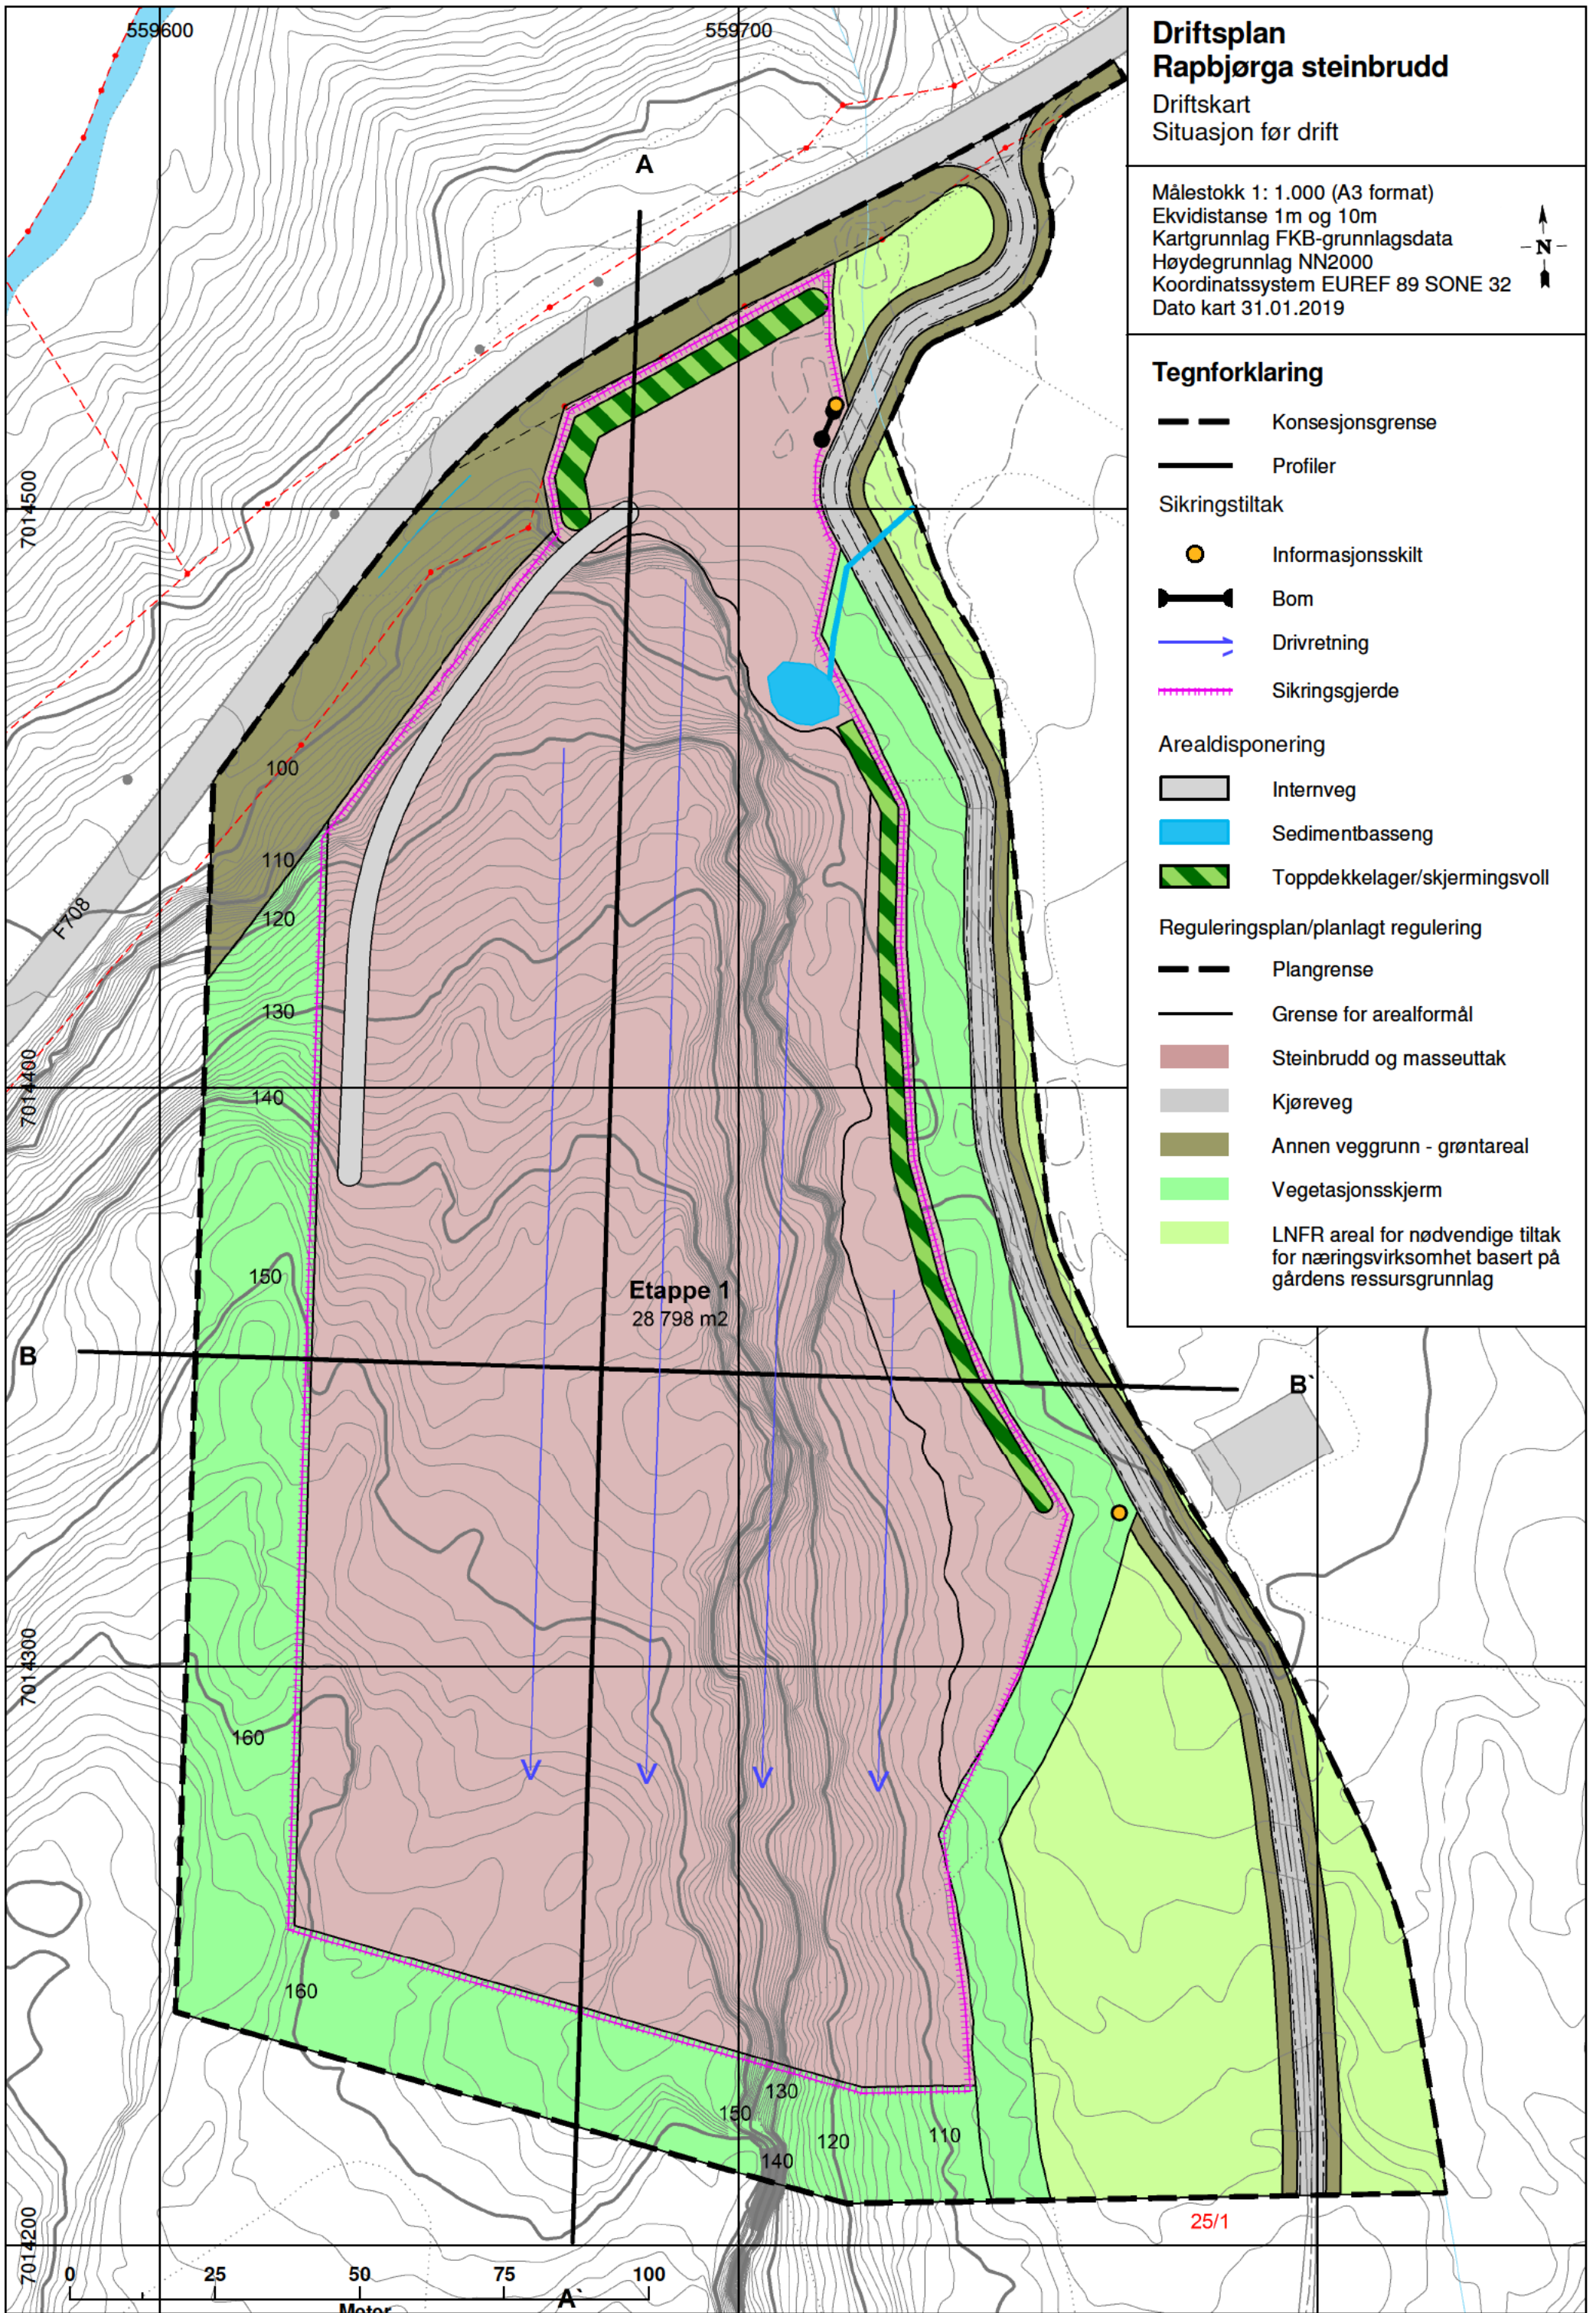 559600
559700
Driftsplan
Rapbjørga steinbrudd
Driftskart
Situasjon før drift
Målestokk 1: 1.000 (A3 format)
Ekvidistanse 1m og 10m
Kartgrunnlag FKB-grunnlagsdata
Høydegrunnlag NN2000
Koordinatssystem EUREF 89 SONE 32
Dato kart 31.01.2019
N
Tegnforklaring
Konsesjonsgrense
Profiler
Sikringstiltak
Informasjonsskilt
Bom
Drivretning
Sikringsgjerde
Arealdisponering
Internveg
Sedimentbasseng
Toppdekkelager/skjermingsvoll
Reguleringsplan/planlagt regulering
Plangrense
Grense for arealformål
Steinbrudd og masseuttak
Kjøreveg
Annen veggrunn - grøntareal
Vegetasjonsskjerm
LNFR areal for nødvendige tiltak
for næringsvirksomhet basert på
gårdens ressursgrunnlag
A
7014500
100
110
F708
120
130
7014400
140
150
Etappe 1
28 798 m2
B
B`
7014300
160
160
130
150
120
110
140
7014200
25/1
0
25
50
75
100
A`
Meter